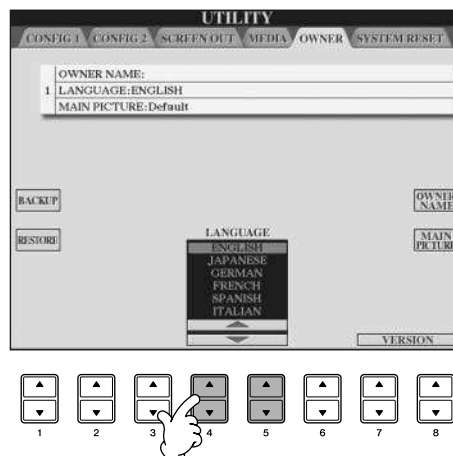 UTILITY
CONFIG 1 CONFIG 2 SCREEN OUT MEDIA OWNER SYSTEM RESET
OWNER NAME:
1 LANGUAGE:ENGLISH
MAIN PICTURE:Default
BACKUP
OWNER
NAME
RESTORE
MAIN
PICTURE
LANGUAGE
ENGLISH
JAPANESE
GERMAN
FRENCH
SPANISH
ITALIAN
VERSION
1 2 3 4 5 6 7 8